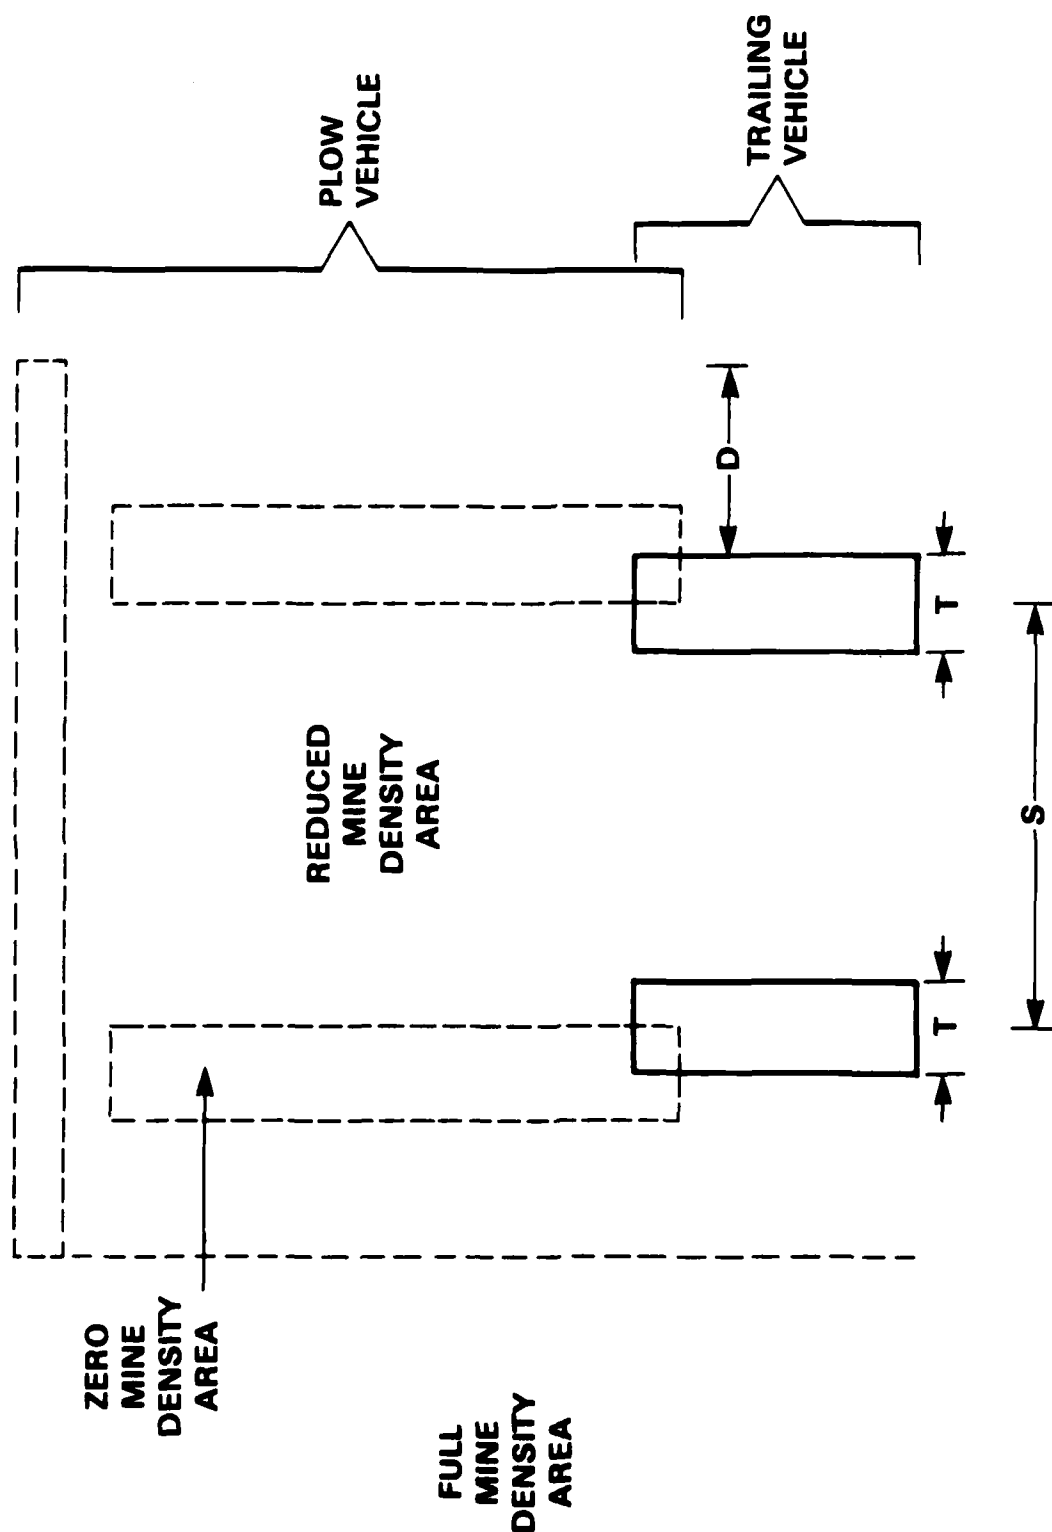 PLOW
VEHICLE
TRAILING
VEHICLE
ZERO
MINE
DENSITY
AREA
REDUCED
MINE
DENSITY
AREA
FULL
MINE
DENSITY
AREA
D
T
T
S